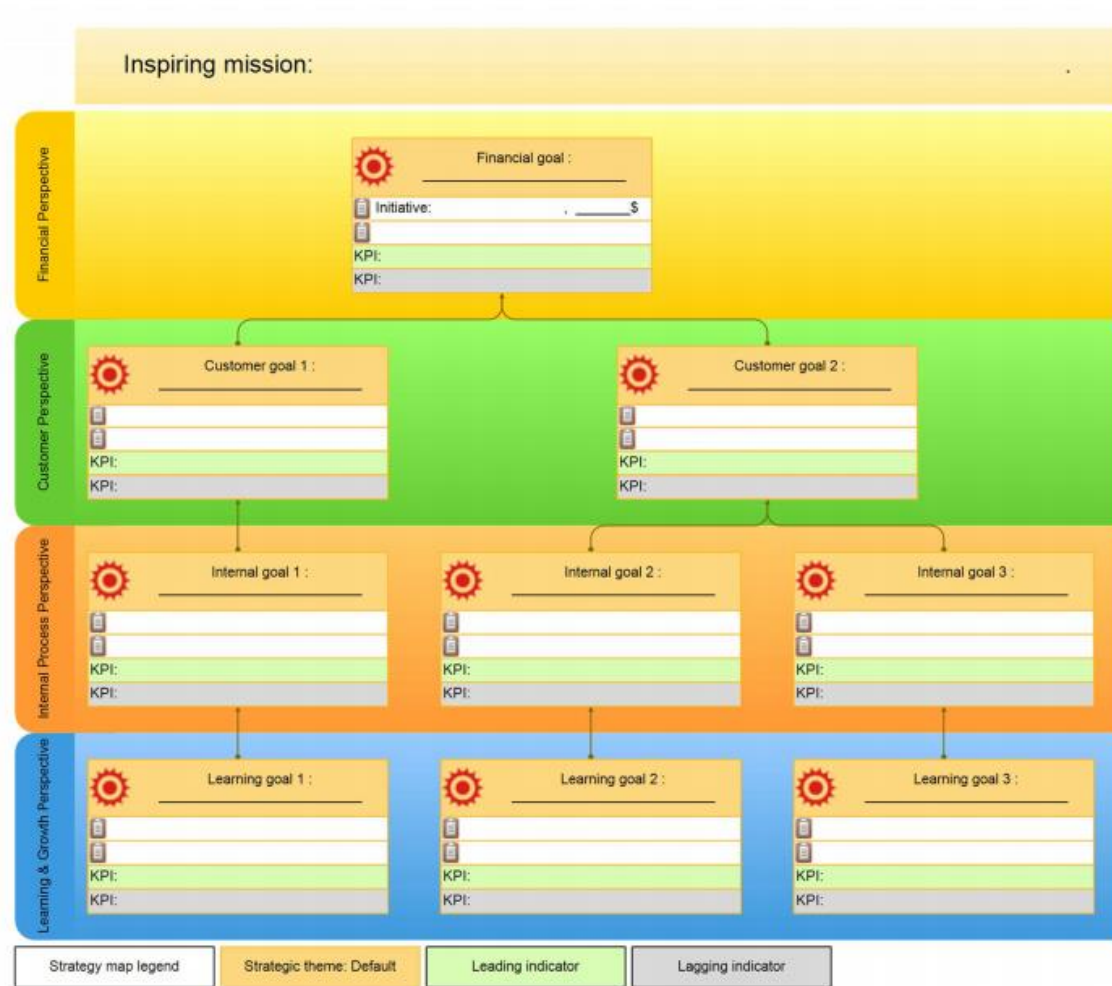 Inspiring mission: .
Financial Perspective
Financial goal :
Initiative: , _______$
KPI:
KPI:
Customer Perspective
Customer goal 1 :
KPI:
KPI:
Customer goal 2 :
KPI:
KPI:
Internal Process Perspective
Internal goal 1 :
KPI:
KPI:
Internal goal 2 :
KPI:
KPI:
Internal goal 3 :
KPI:
KPI:
Learning & Growth Perspective
Learning goal 1 :
KPI:
KPI:
Learning goal 2 :
KPI:
KPI:
Learning goal 3 :
KPI:
KPI:
Strategy map legend
Strategic theme: Default
Leading indicator
Lagging indicator